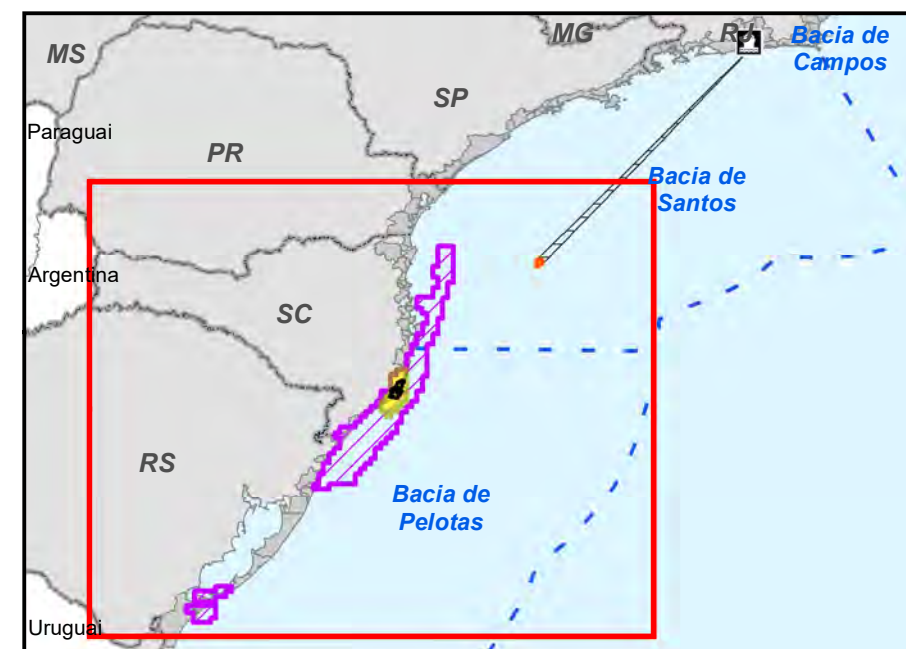 MG
RJ
Bacia de
Campos
MS
SP
Paraguai
PR
Bacia de
Santos
Argentina
SC
RS
Bacia de
Pelotas
Uruguai